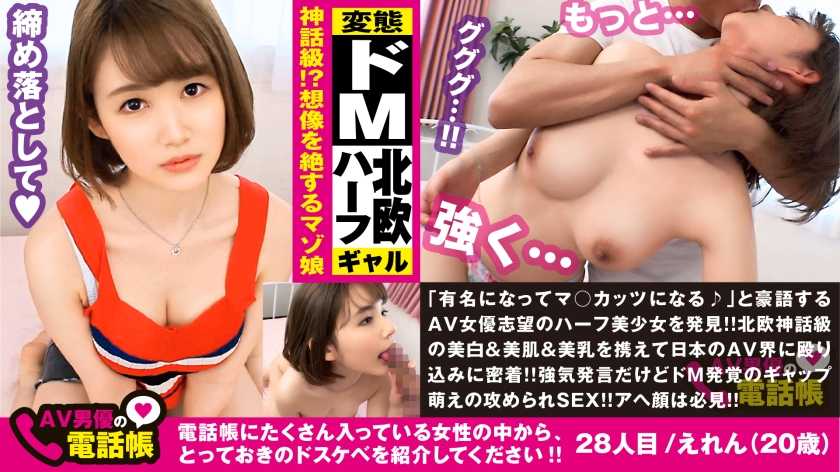 締め落として♥
変態
ドM
北欧
ハーフ
ギャル
神話級!?想像を絶するマゾ娘
もっと…
グググ…!!
強く…
「有名になってマ○カッツになる♪」と豪語する
AV女優志望のハーフ美少女を発見!!北欧神話級
の美白&美肌&美乳を携えて日本のAV界に殴り
込みに密着!!強気発言だけどドM発覚のギャップ
萌えの攻められSEX!!アヘ顔は必見!!
AV男優の
電話帳
AV男優の
電話帳
電話帳にたくさん入っている女性の中から、
とっておきのドスケベを紹介してください!!
28人目/えれん(20歳)